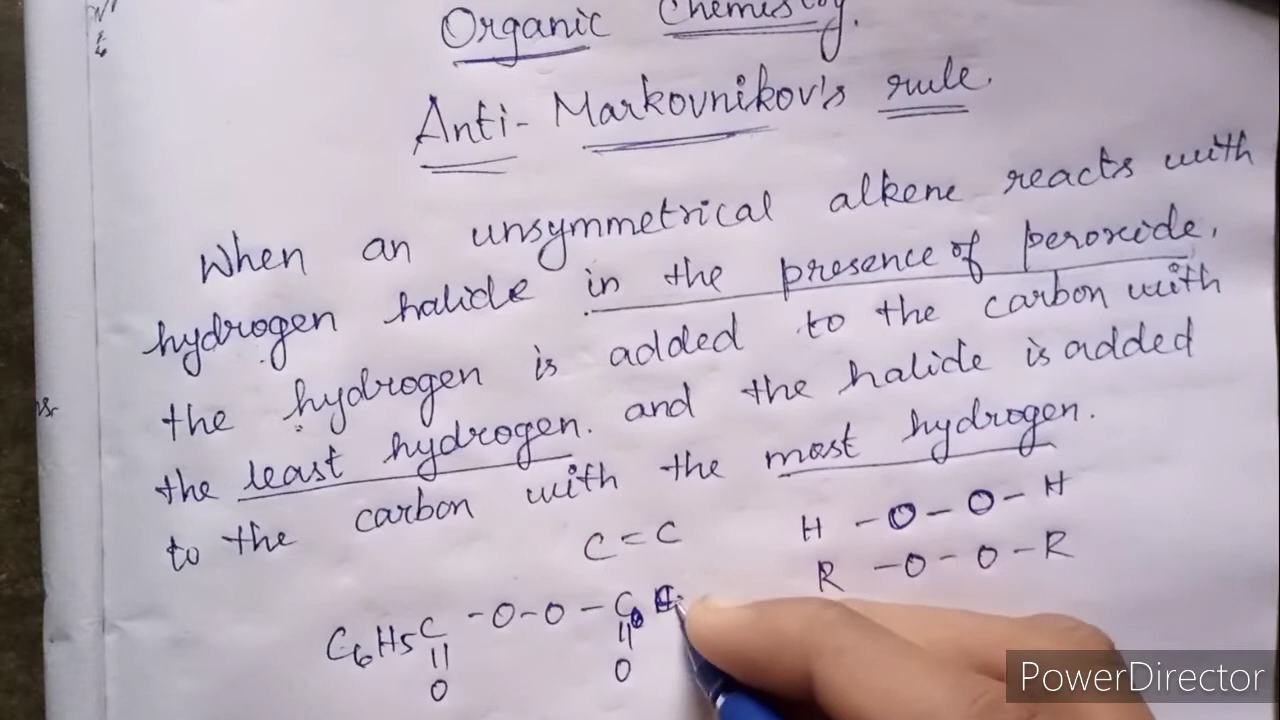 Organic Chemistry.
Anti-Markovnikov's rule.
When an unsymmetrical alkene reacts with
hydrogen halide in the presence of peroxide,
the hydrogen is added to the carbon with
the least hydrogen. and the halide is added
to the carbon with the most hydrogen.
C = C
H - O - O - H
R - O - O - R
C6H5C - O - O - C
|| ||
O O
PowerDirector